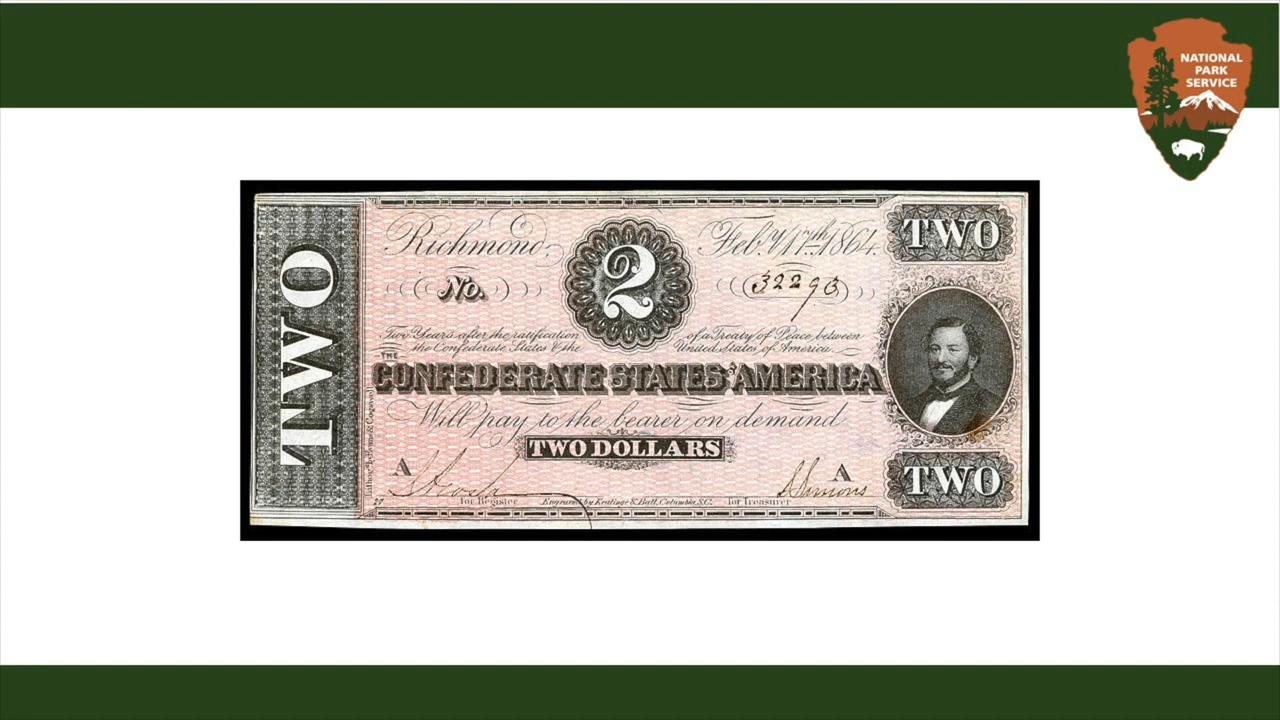 NATIONAL
PARK
SERVICE
TWO
Richmond, Feb.y 17th 1864.
2
TWO
No. 32293
Two Years after the ratification of a Treaty of Peace between
the Confederate States & the United States of America.
THE
CONFEDERATE STATES OF AMERICA
Will pay to the bearer on demand
TWO DOLLARS
A A
TWO
for Register Engraved by Keatinge & Ball, Columbia, S.C. for Treasurer